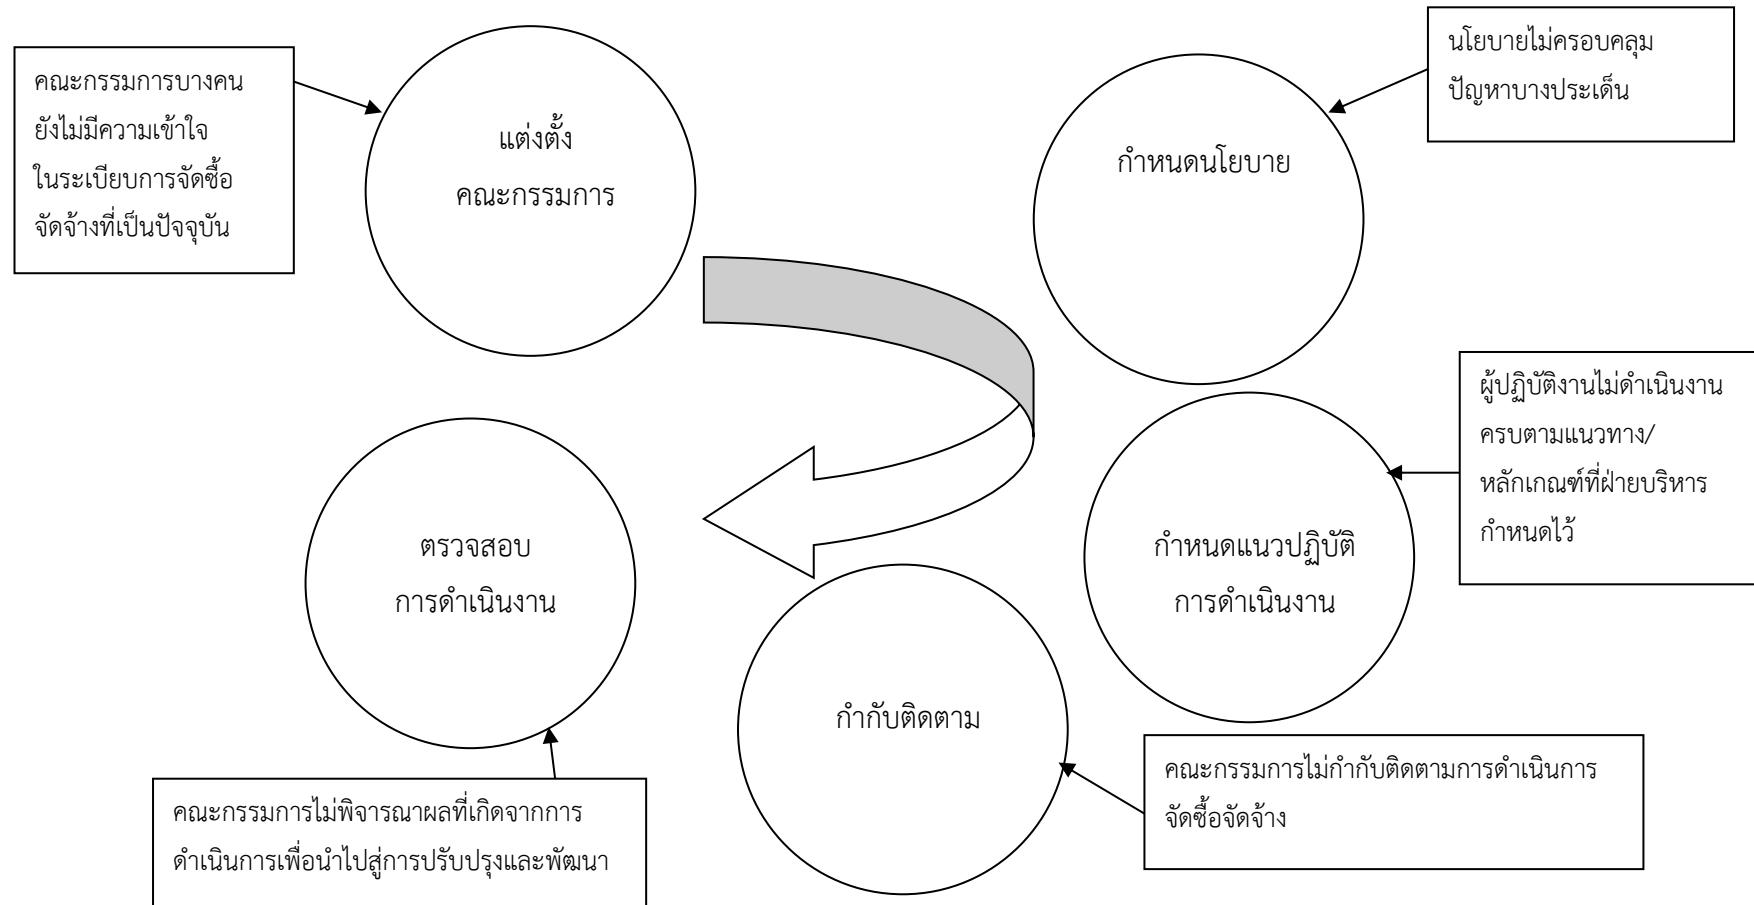 คณะกรรมการบางคน
ยังไม่มีความเข้าใจ
ในระเบียบการจัดซื้อ
จัดจ้างที่เป็นปัจจุบัน
แต่งตั้ง
คณะกรรมการ
กำหนดนโยบาย
นโยบายไม่ครอบคลุม
ปัญหาบางประเด็น
ผู้ปฏิบัติงานไม่ดำเนินงาน
ครบตามแนวทาง/
หลักเกณฑ์ที่ฝ่ายบริหาร
กำหนดไว้
กำหนดแนวปฏิบัติ
การดำเนินงาน
ตรวจสอบ
การดำเนินงาน
กำกับติดตาม
คณะกรรมการไม่กำกับติดตามการดำเนินการ
จัดซื้อจัดจ้าง
คณะกรรมการไม่พิจารณาผลที่เกิดจากการ
ดำเนินการเพื่อนำไปสู่การปรับปรุงและพัฒนา